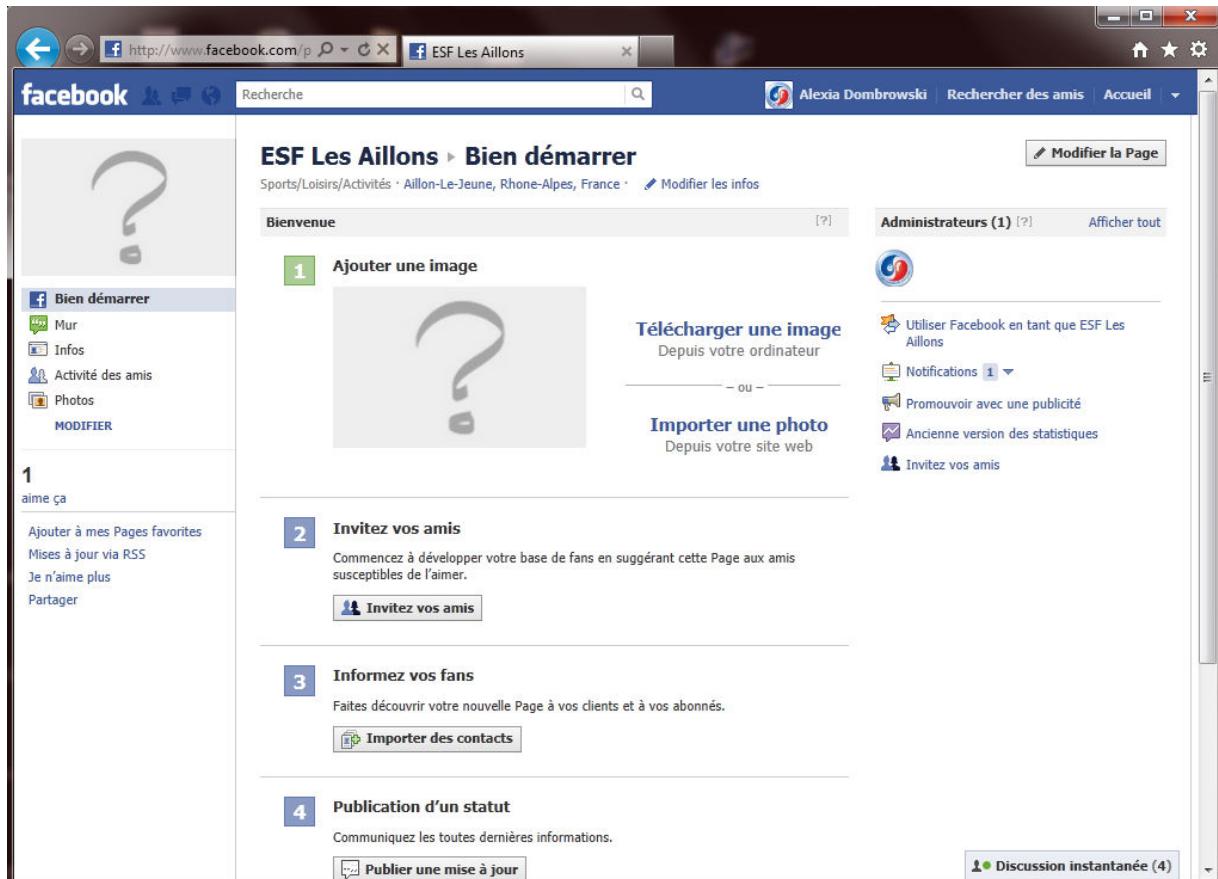 http://www.facebook.com/p
ESF Les Aillons
facebook
Recherche
Alexia Dombrowski
Rechercher des amis
Accueil
ESF Les Aillons ▸ Bien démarrer
Modifier la Page
Sports/Loisirs/Activités · Aillon-Le-Jeune, Rhone-Alpes, France · Modifier les infos
Bien démarrer
Mur
Infos
Activité des amis
Photos
MODIFIER
1
aime ça
Ajouter à mes Pages favorites
Mises à jour via RSS
Je n'aime plus
Partager
Bienvenue [?]
1 Ajouter une image
Télécharger une image
Depuis votre ordinateur
– ou –
Importer une photo
Depuis votre site web
2 Invitez vos amis
Commencez à développer votre base de fans en suggérant cette Page aux amis
susceptibles de l'aimer.
Invitez vos amis
3 Informez vos fans
Faites découvrir votre nouvelle Page à vos clients et à vos abonnés.
Importer des contacts
4 Publication d'un statut
Communiquez les toutes dernières informations.
Publier une mise à jour
Administrateurs (1) [?] Afficher tout
Utiliser Facebook en tant que ESF Les
Aillons
Notifications 1
Promouvoir avec une publicité
Ancienne version des statistiques
Invitez vos amis
Discussion instantanée (4)